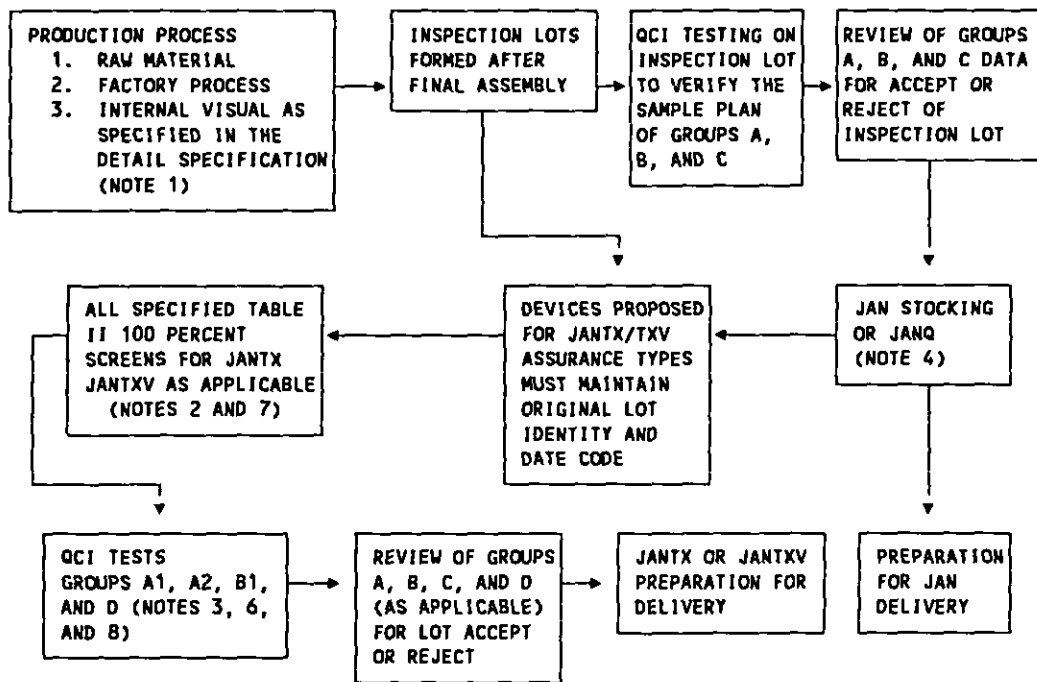 PRODUCTION PROCESS
1. RAW MATERIAL
2. FACTORY PROCESS
3. INTERNAL VISUAL AS
SPECIFIED IN THE
DETAIL SPECIFICATION
(NOTE 1)
INSPECTION LOTS
FORMED AFTER
FINAL ASSEMBLY
QCI TESTING ON
INSPECTION LOT
TO VERIFY THE
SAMPLE PLAN
OF GROUPS A,
B, AND C
REVIEW OF GROUPS
A, B, AND C DATA
FOR ACCEPT OR
REJECT OF
INSPECTION LOT
ALL SPECIFIED TABLE
II 100 PERCENT
SCREENS FOR JANTX
JANTXV AS APPLICABLE
(NOTES 2 AND 7)
DEVICES PROPOSED
FOR JANTX/TXV
ASSURANCE TYPES
MUST MAINTAIN
ORIGINAL LOT
IDENTITY AND
DATE CODE
JAN STOCKING
OR JANQ
(NOTE 4)
QCI TESTS
GROUPS A1, A2, B1,
AND D (NOTES 3, 6,
AND 8)
REVIEW OF GROUPS
A, B, C, AND D
(AS APPLICABLE)
FOR LOT ACCEPT
OR REJECT
JANTX OR JANTXV
PREPARATION FOR
DELIVERY
PREPARATION
FOR JAN
DELIVERY